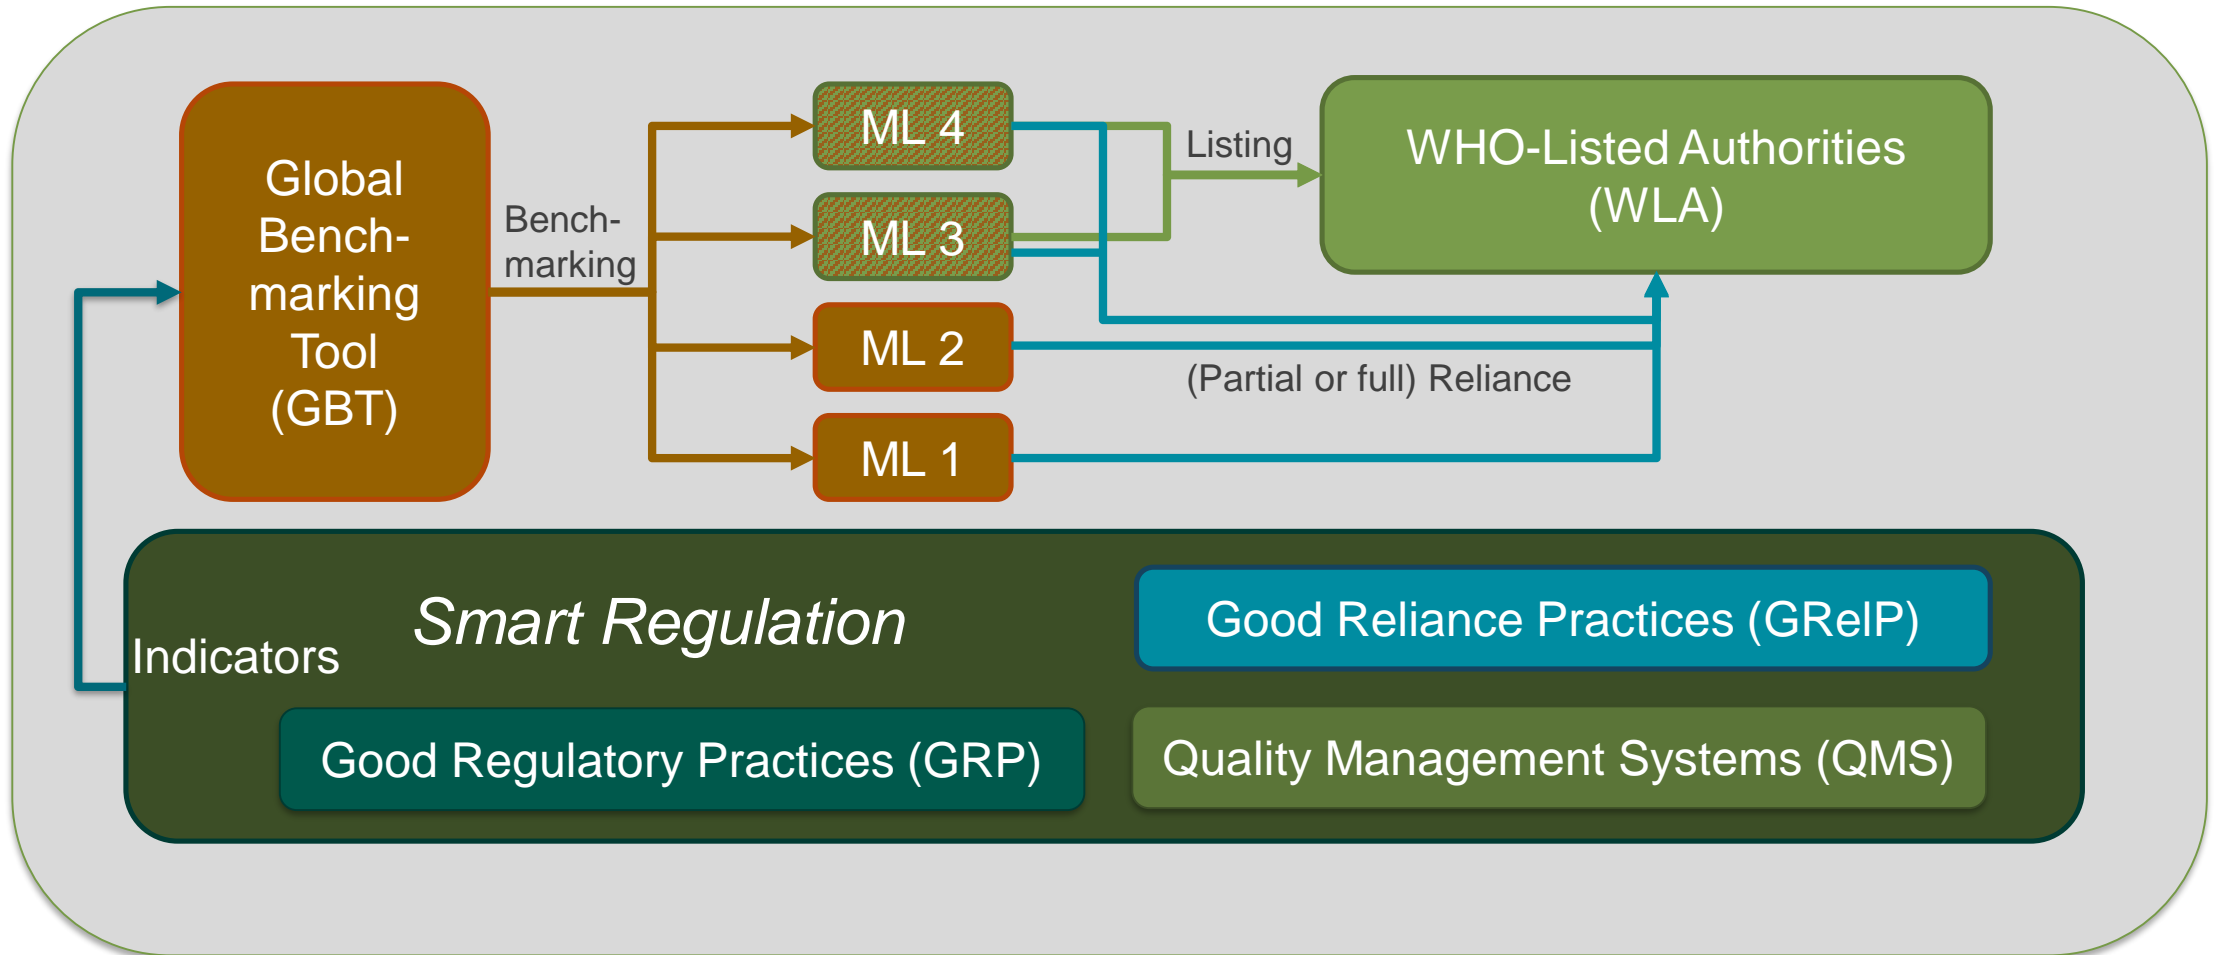 Global
Bench-
marking
Tool
(GBT)
Bench-
marking
ML 4
ML 3
ML 2
ML 1
Listing
WHO-Listed Authorities
(WLA)
(Partial or full) Reliance
Smart Regulation
Indicators
Good Reliance Practices (GRelP)
Good Regulatory Practices (GRP)
Quality Management Systems (QMS)